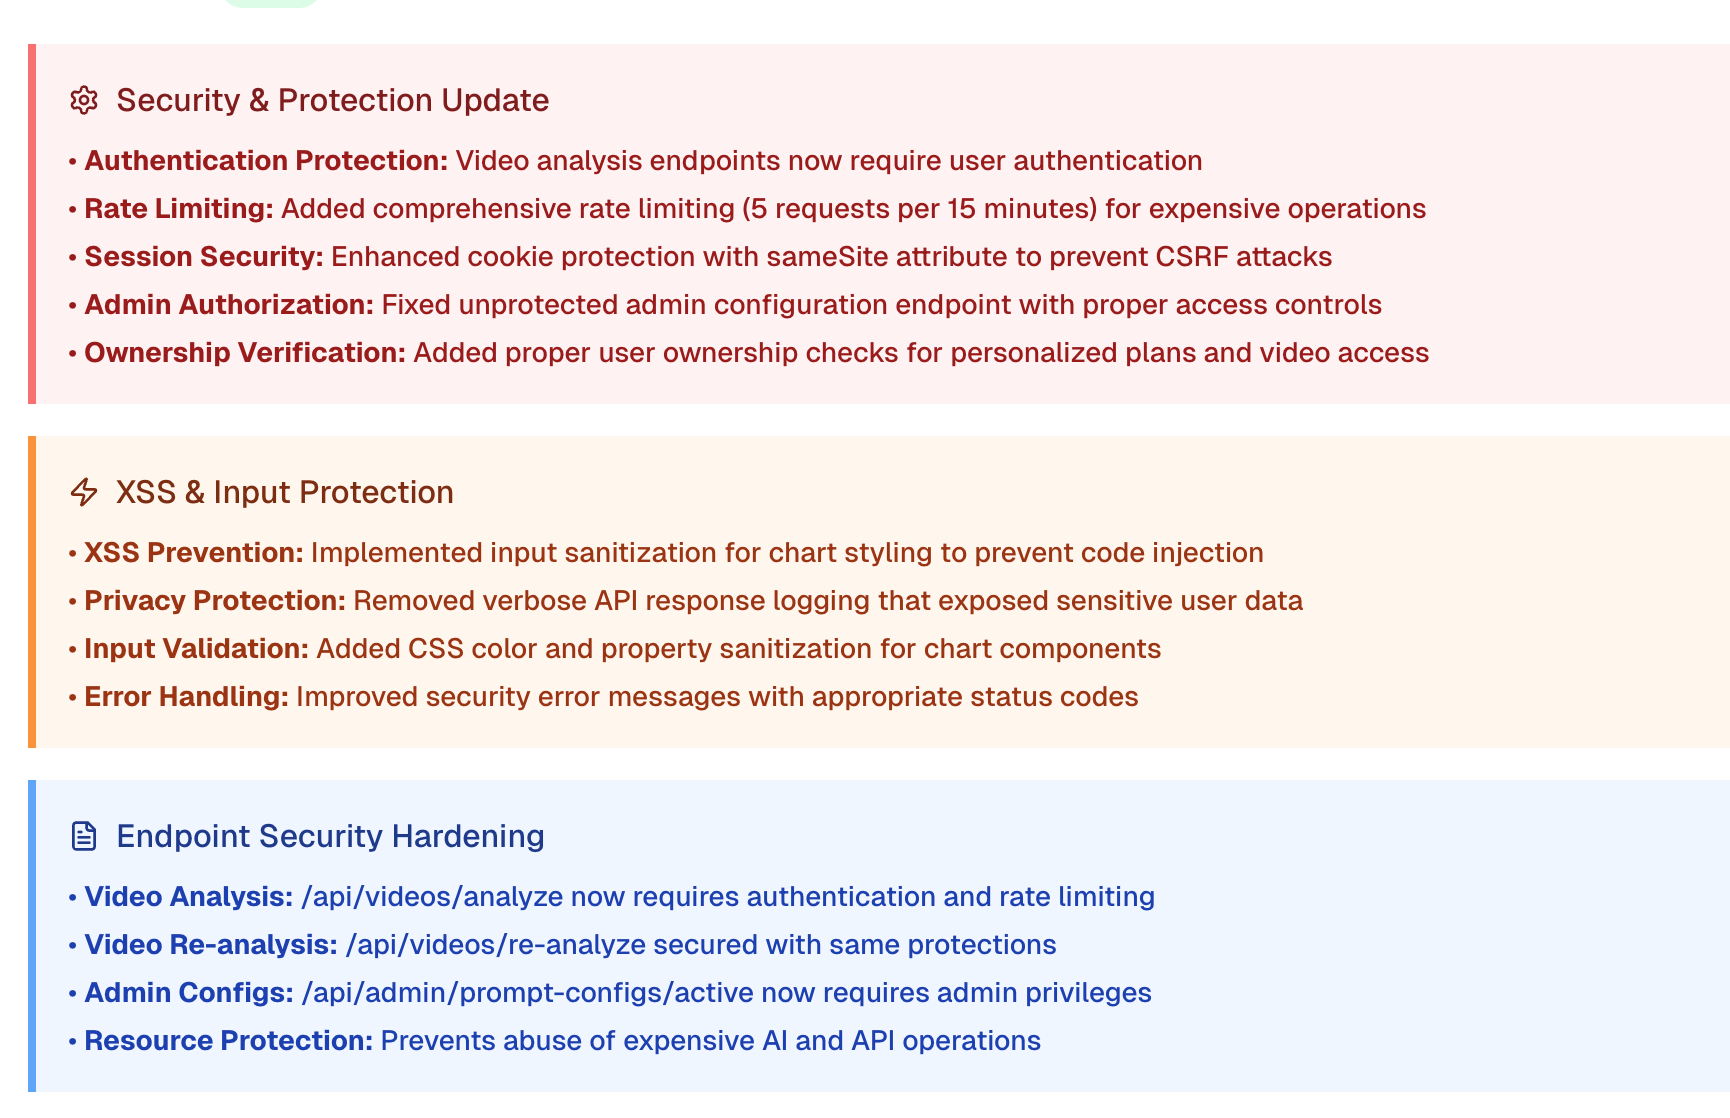 Security & Protection Update
• Authentication Protection: Video analysis endpoints now require user authentication
• Rate Limiting: Added comprehensive rate limiting (5 requests per 15 minutes) for expensive operations
• Session Security: Enhanced cookie protection with sameSite attribute to prevent CSRF attacks
• Admin Authorization: Fixed unprotected admin configuration endpoint with proper access controls
• Ownership Verification: Added proper user ownership checks for personalized plans and video access
XSS & Input Protection
• XSS Prevention: Implemented input sanitization for chart styling to prevent code injection
• Privacy Protection: Removed verbose API response logging that exposed sensitive user data
• Input Validation: Added CSS color and property sanitization for chart components
• Error Handling: Improved security error messages with appropriate status codes
Endpoint Security Hardening
• Video Analysis: /api/videos/analyze now requires authentication and rate limiting
• Video Re-analysis: /api/videos/re-analyze secured with same protections
• Admin Configs: /api/admin/prompt-configs/active now requires admin privileges
• Resource Protection: Prevents abuse of expensive AI and API operations